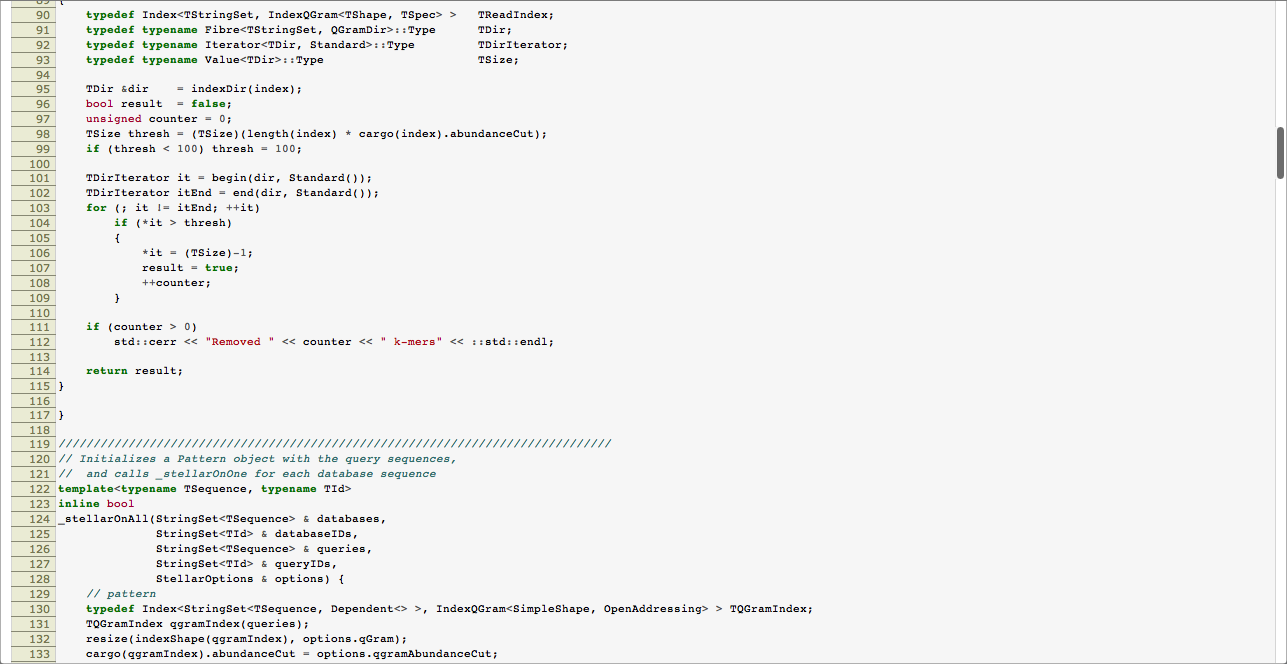 89 {
90     typedef Index<TStringSet, IndexQGram<TShape, TSpec> >   TReadIndex;
91     typedef typename Fibre<TStringSet, QGramDir>::Type      TDir;
92     typedef typename Iterator<TDir, Standard>::Type         TDirIterator;
93     typedef typename Value<TDir>::Type                      TSize;
94
95     TDir &dir    = indexDir(index);
96     bool result  = false;
97     unsigned counter = 0;
98     TSize thresh = (TSize)(length(index) * cargo(index).abundanceCut);
99     if (thresh < 100) thresh = 100;
100
101     TDirIterator it = begin(dir, Standard());
102     TDirIterator itEnd = end(dir, Standard());
103     for (; it != itEnd; ++it)
104         if (*it > thresh)
105         {
106             *it = (TSize)-1;
107             result = true;
108             ++counter;
109         }
110
111     if (counter > 0)
112         std::cerr << "Removed " << counter << " k-mers" << ::std::endl;
113
114     return result;
115 }
116
117 }
118
119 ///////////////////////////////////////////////////////////////////////////////
120 // Initializes a Pattern object with the query sequences,
121 //  and calls _stellarOnOne for each database sequence
122 template<typename TSequence, typename TId>
123 inline bool
124 _stellarOnAll(StringSet<TSequence> & databases,
125               StringSet<TId> & databaseIDs,
126               StringSet<TSequence> & queries,
127               StringSet<TId> & queryIDs,
128               StellarOptions & options) {
129     // pattern
130     typedef Index<StringSet<TSequence, Dependent<> >, IndexQGram<SimpleShape, OpenAddressing> > TQGramIndex;
131     TQGramIndex qgramIndex(queries);
132     resize(indexShape(qgramIndex), options.qGram);
133     cargo(qgramIndex).abundanceCut = options.qgramAbundanceCut;